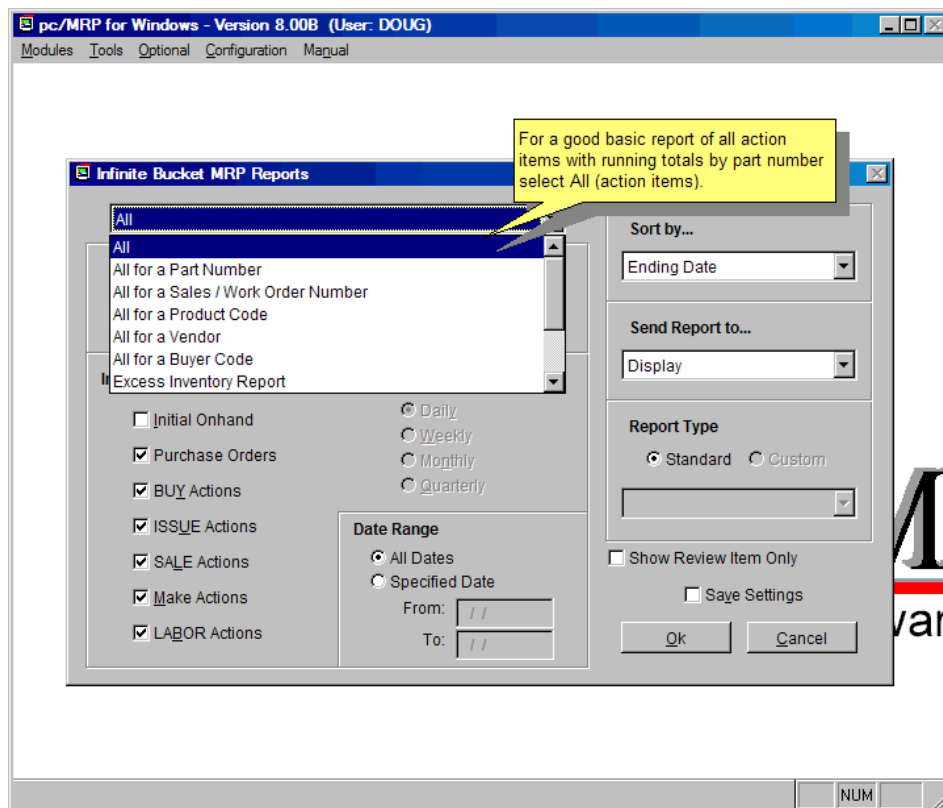 pc/MRP for Windows - Version 8.00B (User: DOUG)
Modules Tools Optional Configuration Manual
For a good basic report of all action
items with running totals by part number
select All (action items).
Infinite Bucket MRP Reports
All
All
All for a Part Number
All for a Sales / Work Order Number
All for a Product Code
All for a Vendor
All for a Buyer Code
Excess Inventory Report
Initial Onhand
Purchase Orders
BUY Actions
ISSUE Actions
SALE Actions
Make Actions
LABOR Actions
Daily
Weekly
Monthly
Quarterly
Date Range
All Dates
Specified Date
From: / /
To: / /
Sort by...
Ending Date
Send Report to...
Display
Report Type
Standard Custom
Show Review Item Only
Save Settings
Ok Cancel
NUM